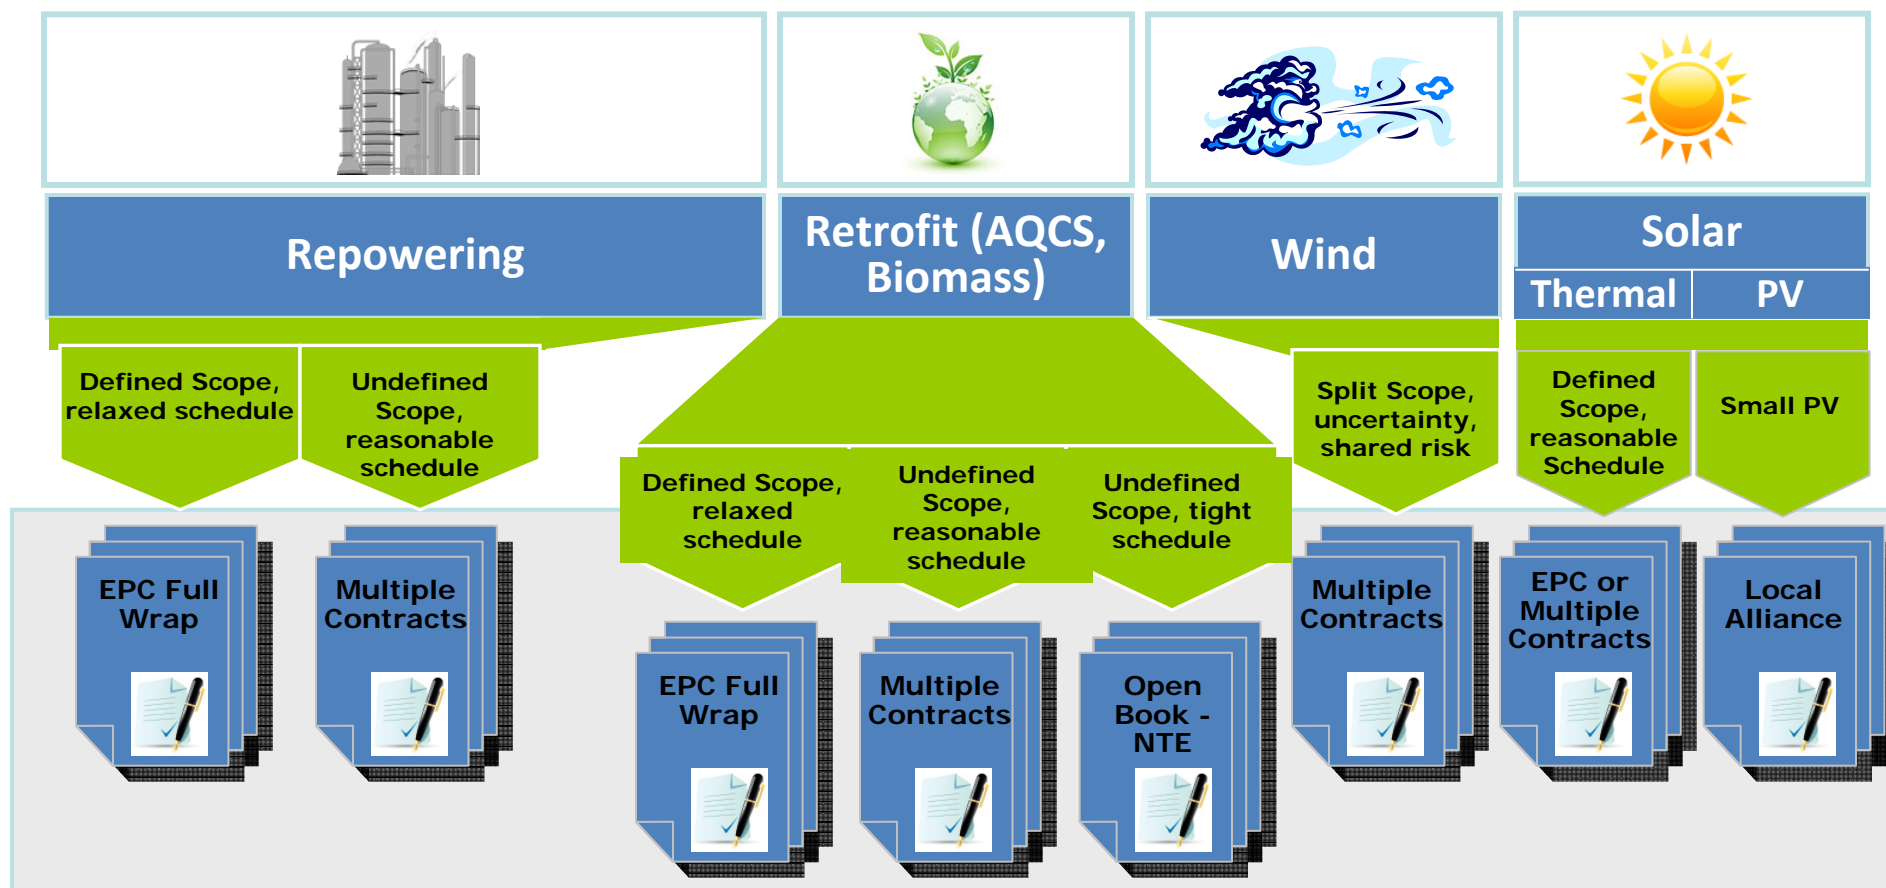 Repowering
Retrofit (AQCS,
Biomass)
Wind
Solar
Thermal
PV
Defined Scope,
relaxed schedule
Undefined
Scope,
reasonable
schedule
Defined Scope,
relaxed
schedule
Undefined
Scope,
reasonable
schedule
Undefined
Scope, tight
schedule
Split Scope,
uncertainty,
shared risk
Defined
Scope,
reasonable
Schedule
Small PV
EPC Full
Wrap
Multiple
Contracts
EPC Full
Wrap
Multiple
Contracts
Open
Book -
NTE
Multiple
Contracts
EPC or
Multiple
Contracts
Local
Alliance